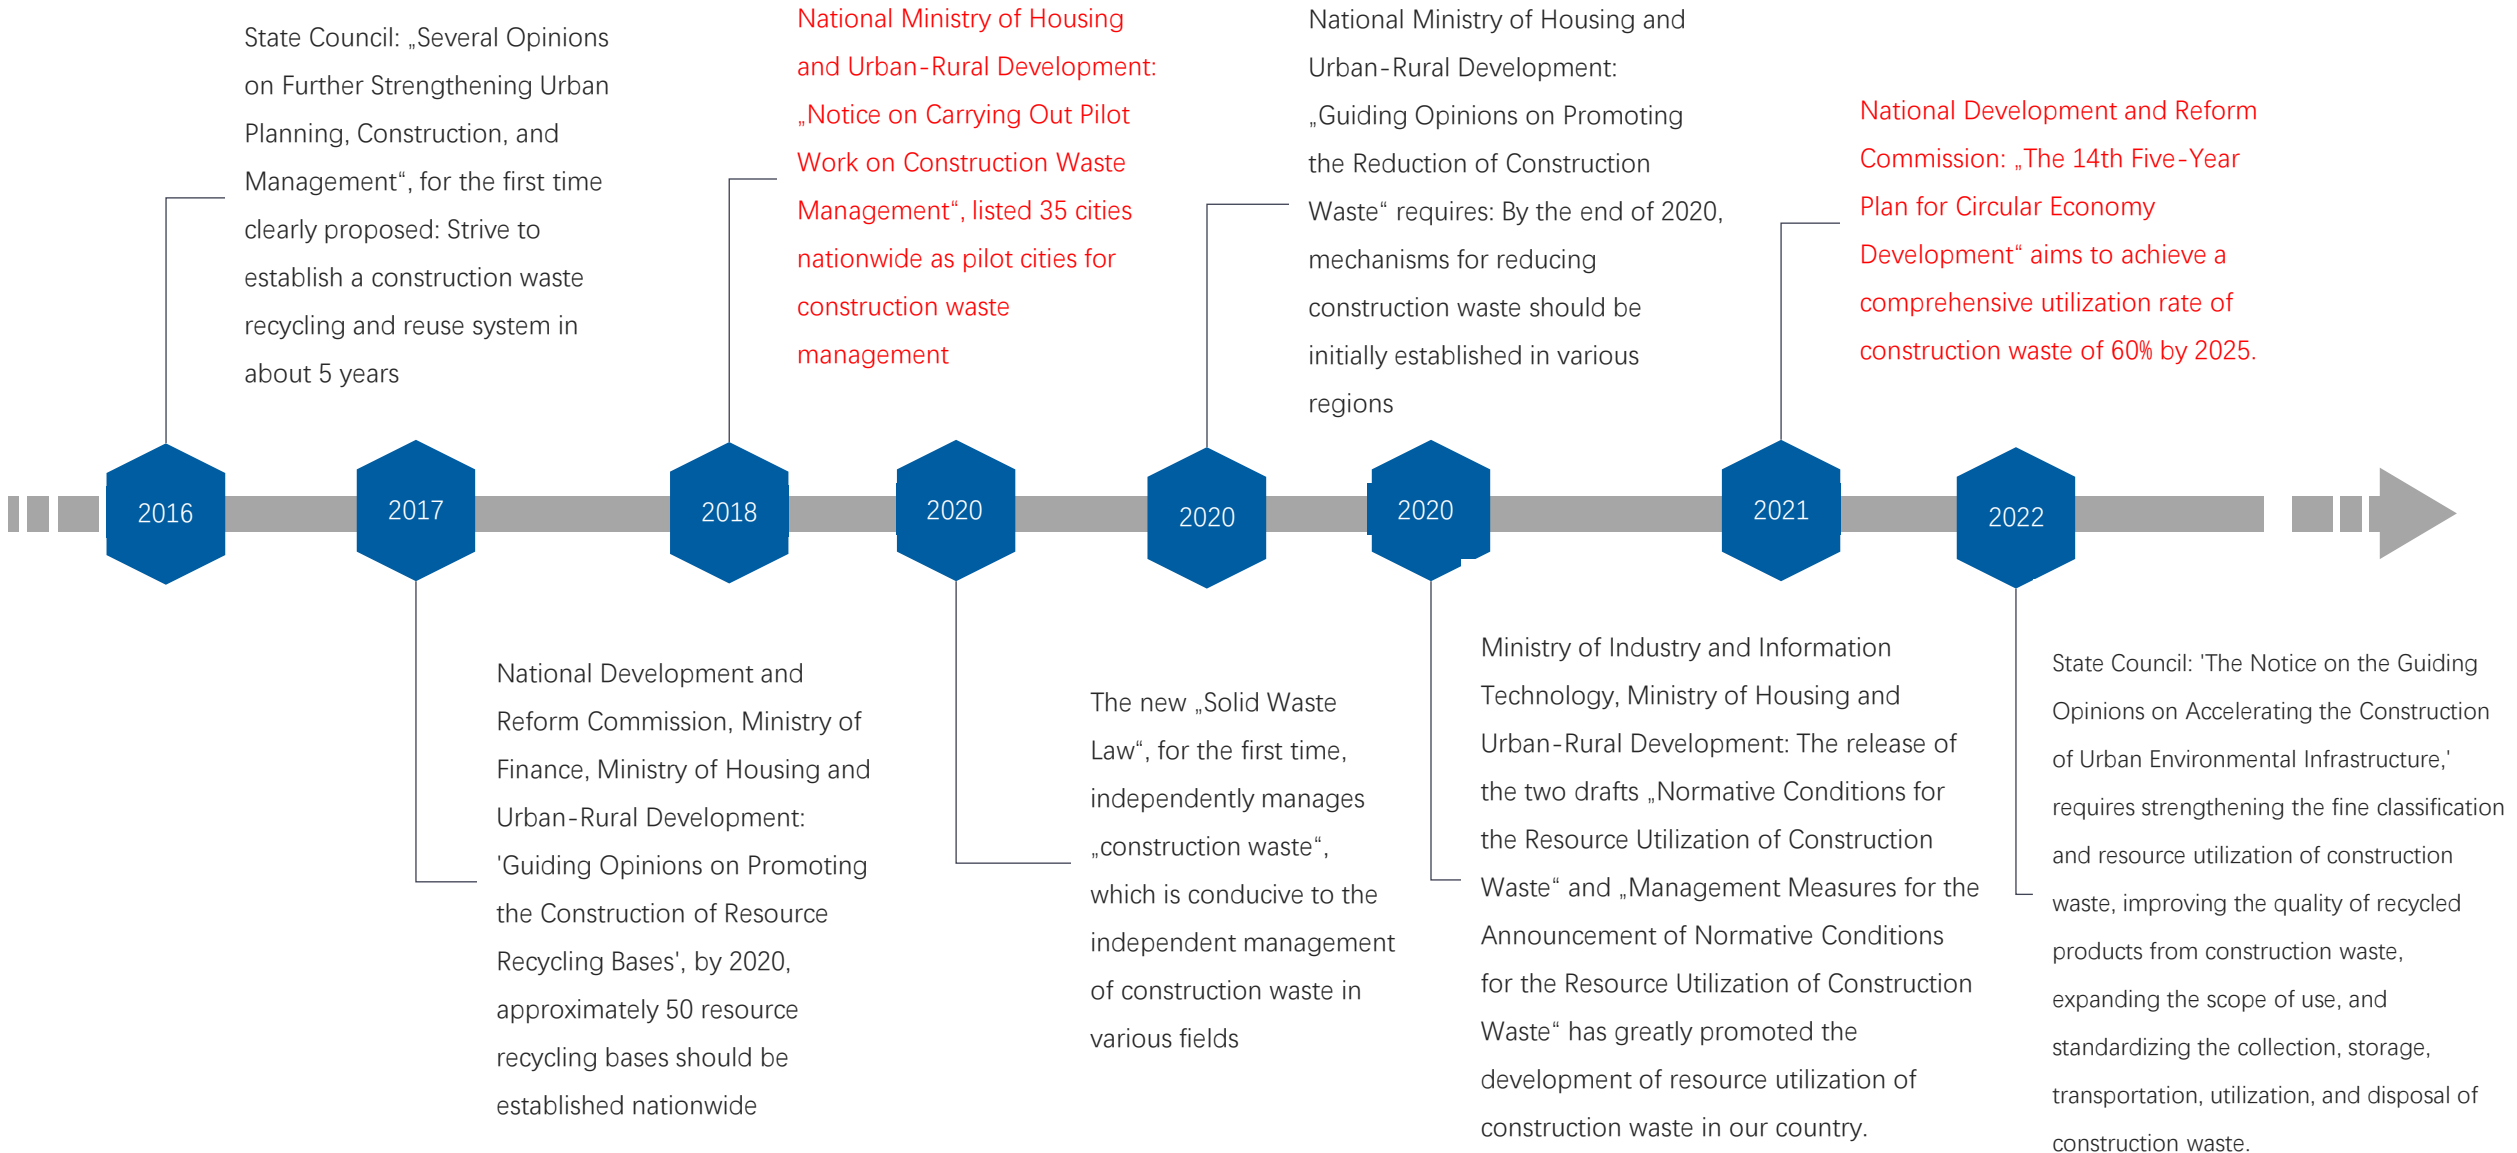 State Council: „Several Opinions
on Further Strengthening Urban
Planning, Construction, and
Management“, for the first time
clearly proposed: Strive to
establish a construction waste
recycling and reuse system in
about 5 years
National Ministry of Housing
and Urban-Rural Development:
„Notice on Carrying Out Pilot
Work on Construction Waste
Management“, listed 35 cities
nationwide as pilot cities for
construction waste
management
National Ministry of Housing and
Urban-Rural Development:
„Guiding Opinions on Promoting
the Reduction of Construction
Waste“ requires: By the end of 2020,
mechanisms for reducing
construction waste should be
initially established in various
regions
National Development and Reform
Commission: „The 14th Five-Year
Plan for Circular Economy
Development“ aims to achieve a
comprehensive utilization rate of
construction waste of 60% by 2025.
2016
2017
2018
2020
2020
2020
2021
2022
National Development and
Reform Commission, Ministry of
Finance, Ministry of Housing and
Urban-Rural Development:
'Guiding Opinions on Promoting
the Construction of Resource
Recycling Bases', by 2020,
approximately 50 resource
recycling bases should be
established nationwide
The new „Solid Waste
Law“, for the first time,
independently manages
„construction waste“,
which is conducive to the
independent management
of construction waste in
various fields
Ministry of Industry and Information
Technology, Ministry of Housing and
Urban-Rural Development: The release of
the two drafts „Normative Conditions for
the Resource Utilization of Construction
Waste“ and „Management Measures for the
Announcement of Normative Conditions
for the Resource Utilization of Construction
Waste“ has greatly promoted the
development of resource utilization of
construction waste in our country.
State Council: 'The Notice on the Guiding
Opinions on Accelerating the Construction
of Urban Environmental Infrastructure,'
requires strengthening the fine classification
and resource utilization of construction
waste, improving the quality of recycled
products from construction waste,
expanding the scope of use, and
standardizing the collection, storage,
transportation, utilization, and disposal of
construction waste.